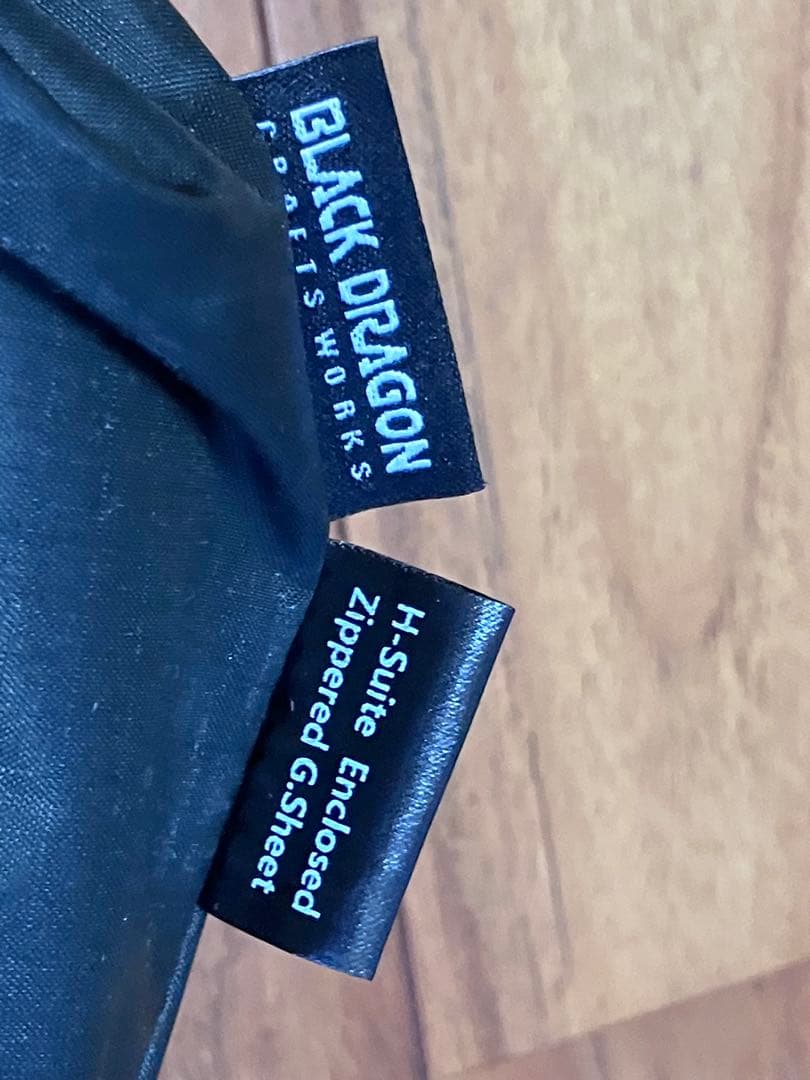 BLACK DRAGON
CRAFTS WORKS
H-Suite Enclosed
Zippered G.Sheet